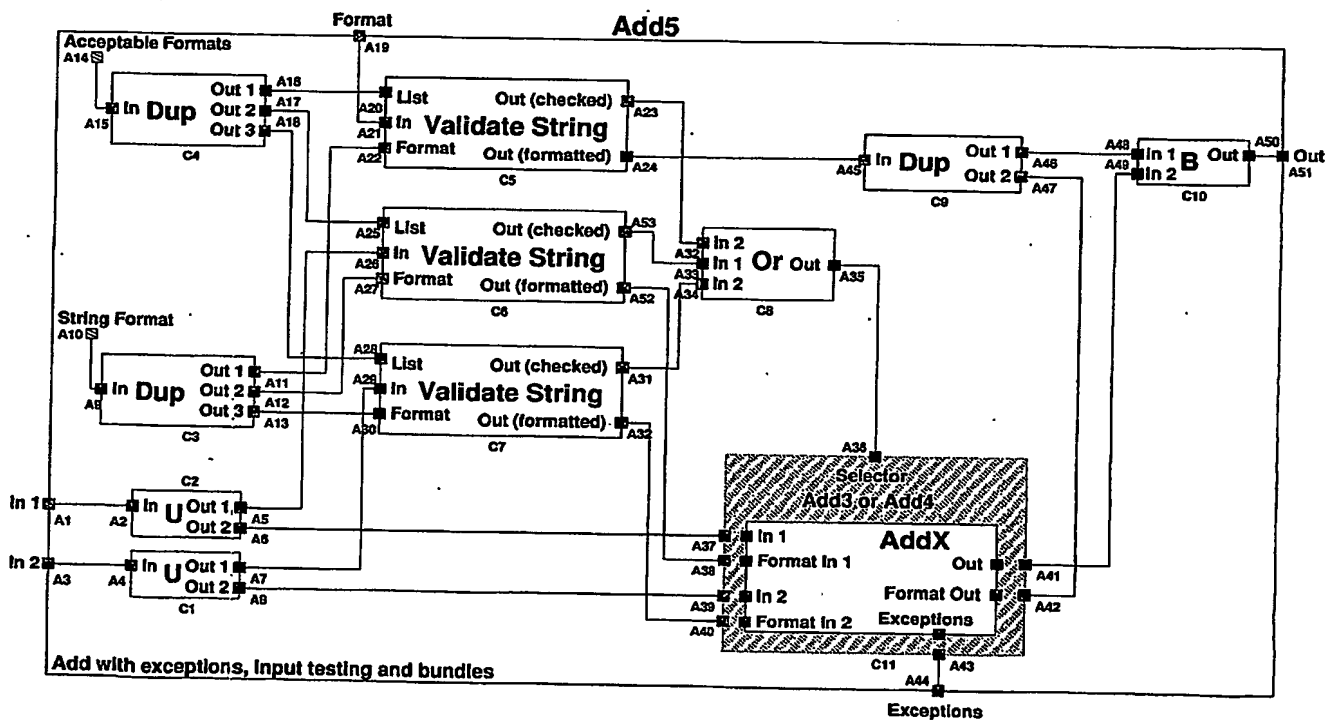 Add5
Format
A19
Acceptable Formats
A14
A15
In Dup
Out 1
Out 2
Out 3
A16
A17
A18
C4
A20
A21
A22
List
In
Format
Validate String
Out (checked)
Out (formatted)
A23
A24
C5
A25
A26
A27
List
In
Format
Validate String
Out (checked)
Out (formatted)
A53
A52
C6
String Format
A10
A9
In Dup
Out 1
Out 2
Out 3
A11
A12
A13
C3
A28
A29
A30
List
In
Format
Validate String
Out (checked)
Out (formatted)
A31
A32
C7
A32
A33
A34
In 2
In 1
In 2
Or Out
A35
C8
A45
In Dup
Out 1
Out 2
A46
A47
C9
A48
A49
In 1
In 2
B
Out
A50
Out
A51
C10
In 1
A1
A2
C2
In U
Out 1
Out 2
A5
A6
In 2
A3
A4
In U
Out 1
Out 2
A7
A8
C1
A36
Selector
Add3 or Add4
AddX
A37
A38
A39
A40
In 1
Format In 1
In 2
Format In 2
Out
Format Out
Exceptions
A41
A42
C11
A43
A44
Exceptions
Add with exceptions, input testing and bundles